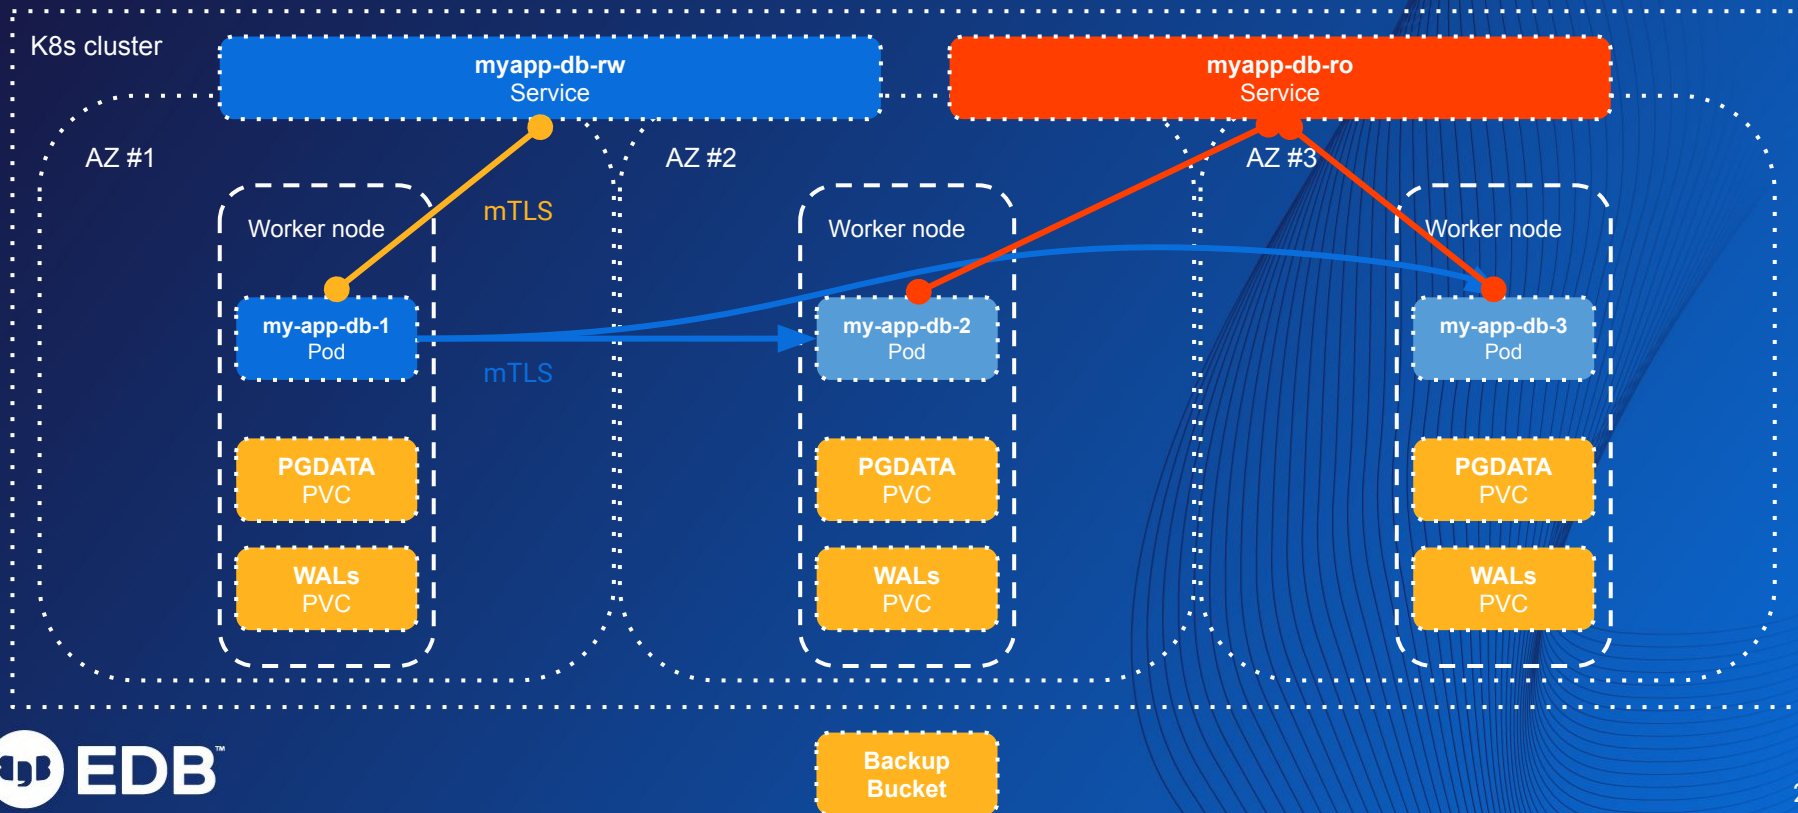 K8s cluster
myapp-db-rw
Service
myapp-db-ro
Service
AZ #1
AZ #2
AZ #3
mTLS
Worker node
Worker node
Worker node
my-app-db-1
Pod
my-app-db-2
Pod
my-app-db-3
Pod
mTLS
PGDATA
PVC
PGDATA
PVC
PGDATA
PVC
WALs
PVC
WALs
PVC
WALs
PVC
EDB™
Backup
Bucket